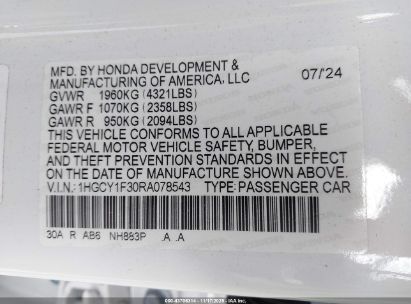 MFD. BY HONDA DEVELOPMENT &
MANUFACTURING OF AMERICA, LLC 07/'24
GVWR 1960KG (4321LBS)
GAWR F 1070KG (2358LBS)
GAWR R 950KG (2094LBS)
THIS VEHICLE CONFORMS TO ALL APPLICABLE
FEDERAL MOTOR VEHICLE SAFETY, BUMPER,
AND THEFT PREVENTION STANDARDS IN EFFECT
ON THE DATE OF MANUFACTURE SHOWN ABOVE.
V.I.N.: 1HGCY1F30RA078543 TYPE: PASSENGER CAR
30A R AB6 NH883P .A .A